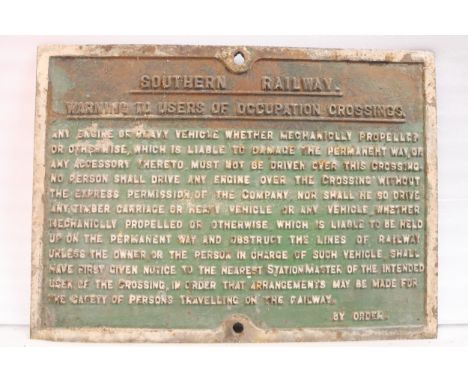 SOUTHERN RAILWAY.
WARNING TO USERS OF OCCUPATION CROSSINGS.
ANY ENGINE OR HEAVY VEHICLE WHETHER MECHANICLLY PROPELLED
OR OTHERWISE, WHICH IS LIABLE TO DAMAGE THE PERMANENT WAY, OR
ANY ACCESSORY THERETO, MUST NOT BE DRIVEN OVER THIS CROSSING.
NO PERSON SHALL DRIVE ANY ENGINE OVER THE CROSSING WITHOUT
THE EXPRESS PERMISSION OF THE COMPANY, NOR SHALL HE SO DRIVE
ANY TIMBER CARRIAGE OR HEAVY VEHICLE OR ANY VEHICLE, WHETHER
MECHANICLLY PROPELLED OR OTHERWISE, WHICH IS LIABLE TO BE HELD
UP ON THE PERMANENT WAY AND OBSTRUCT THE LINES OF RAILWAY
UNLESS THE OWNER OR THE PERSON IN CHARGE OF SUCH VEHICLE, SHALL
HAVE FIRST GIVEN NOTICE TO THE NEAREST STATION MASTER OF THE INTENDED
USER OF THE CROSSING, IN ORDER THAT ARRANGEMENTS MAY BE MADE FOR
THE SAFETY OF PERSONS TRAVELLING ON THE RAILWAY.
BY ORDER.